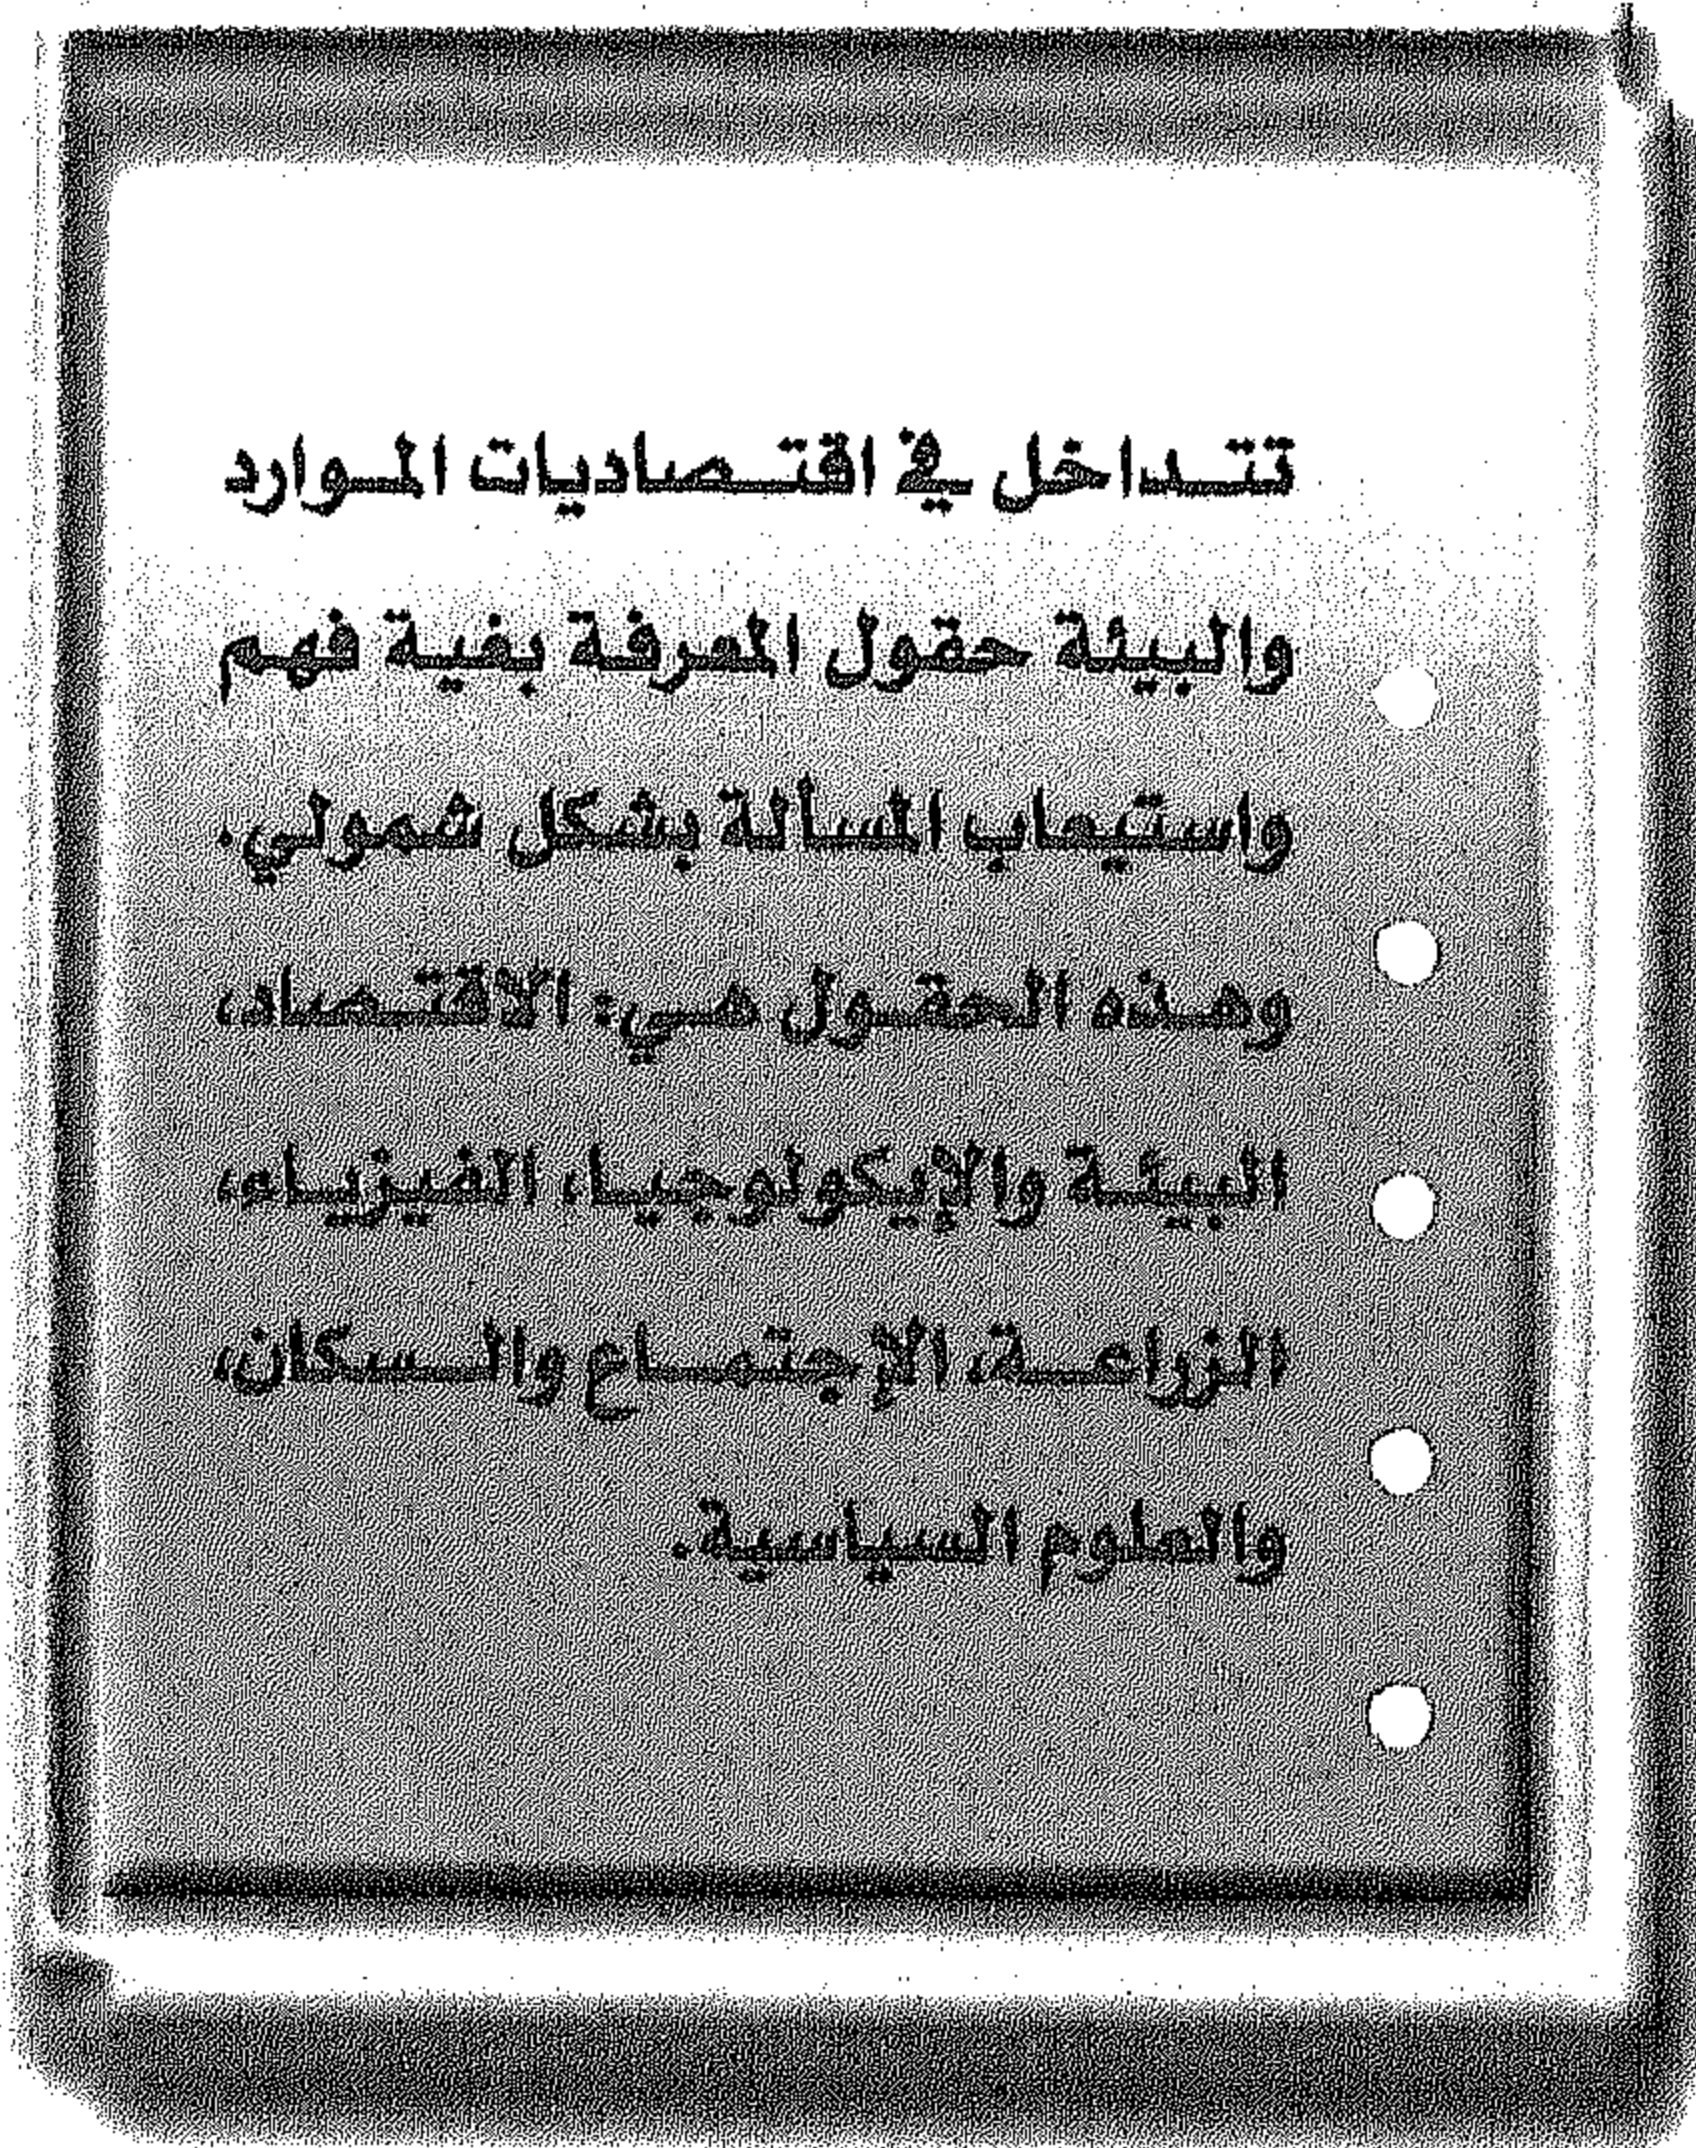 تتداخل في اقتصاديات الموارد
والبيئة حقول المعرفة بغية فهم
واستيعاب المسألة بشكل شمولي.
وهذه الحقول هي: الاقتصاد،
البيئة والإيكولوجيا، الفيزياء،
الزراعة، الإجتماع والسكان،
والعلوم السياسية.